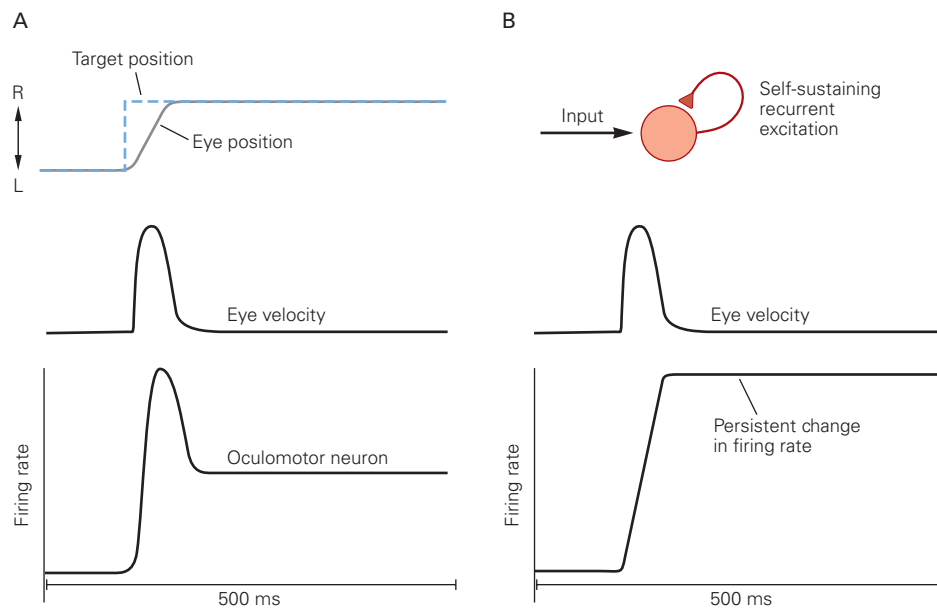 A
Target position
R
L
Eye position
Eye velocity
Firing rate
Oculomotor neuron
500 ms
B
Input
Self-sustaining
recurrent
excitation
Eye velocity
Firing rate
Persistent change
in firing rate
500 ms